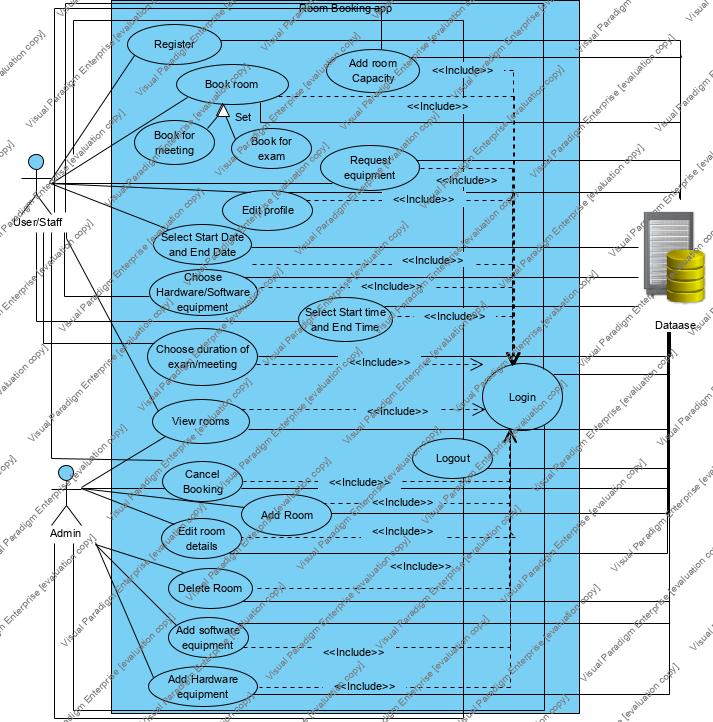 Room Booking app
Register
Add room
Capacity
<<Include>>
Book room
<<Include>>
Set
Book for
meeting
Book for
exam
Request
equipment
<<Include>>
<<Include>>
Edit profile
User/Staff
Select Start Date
and End Date
<<Include>>
Choose
Hardware/Software
equipment
<<Include>>
Select Start time
and End Time
<<Include>>
Dataase
Choose duration of
exam/meeting
<<Include>>
Login
View rooms
<<Include>>
Logout
Cancel
Booking
<<Include>>
<<Include>>
Add Room
Admin
Edit room
details
<<Include>>
<<Include>>
Delete Room
Add software
equipment
<<Include>>
Add Hardware
equipment
<<Include>>
Visual Paradigm Enterprise [evaluation copy]